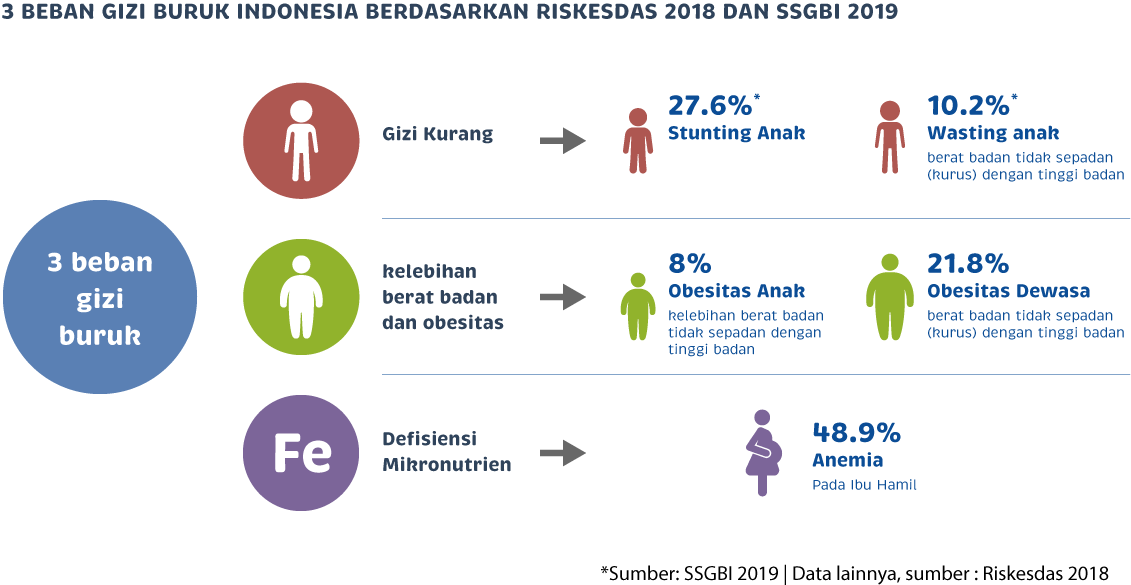 3 BEBAN GIZI BURUK INDONESIA BERDASARKAN RISKESDAS 2018 DAN SSGBI 2019
3 beban
gizi
buruk
Gizi Kurang
27.6%*
Stunting Anak
10.2%*
Wasting anak
berat badan tidak sepadan
(kurus) dengan tinggi badan
kelebihan
berat badan
dan obesitas
8%
Obesitas Anak
kelebihan berat badan
tidak sepadan dengan
tinggi badan
21.8%
Obesitas Dewasa
berat badan tidak sepadan
(kurus) dengan tinggi badan
Fe
Defisiensi
Mikronutrien
48.9%
Anemia
Pada Ibu Hamil
*Sumber: SSGBI 2019 | Data lainnya, sumber : Riskesdas 2018